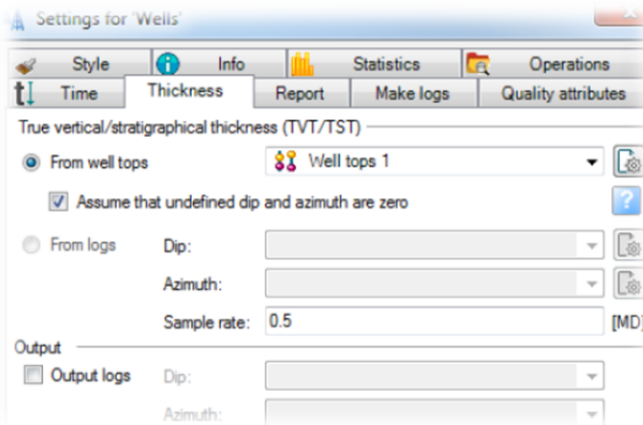 Settings for 'Wells'
Style Info Statistics Operations
Time Thickness Report Make logs Quality attributes
True vertical/stratigraphical thickness (TVT/TST)
From well tops Well tops 1
Assume that undefined dip and azimuth are zero ?
From logs Dip:
Azimuth:
Sample rate: 0.5 [MD]
Output
Output logs Dip:
Azimuth: